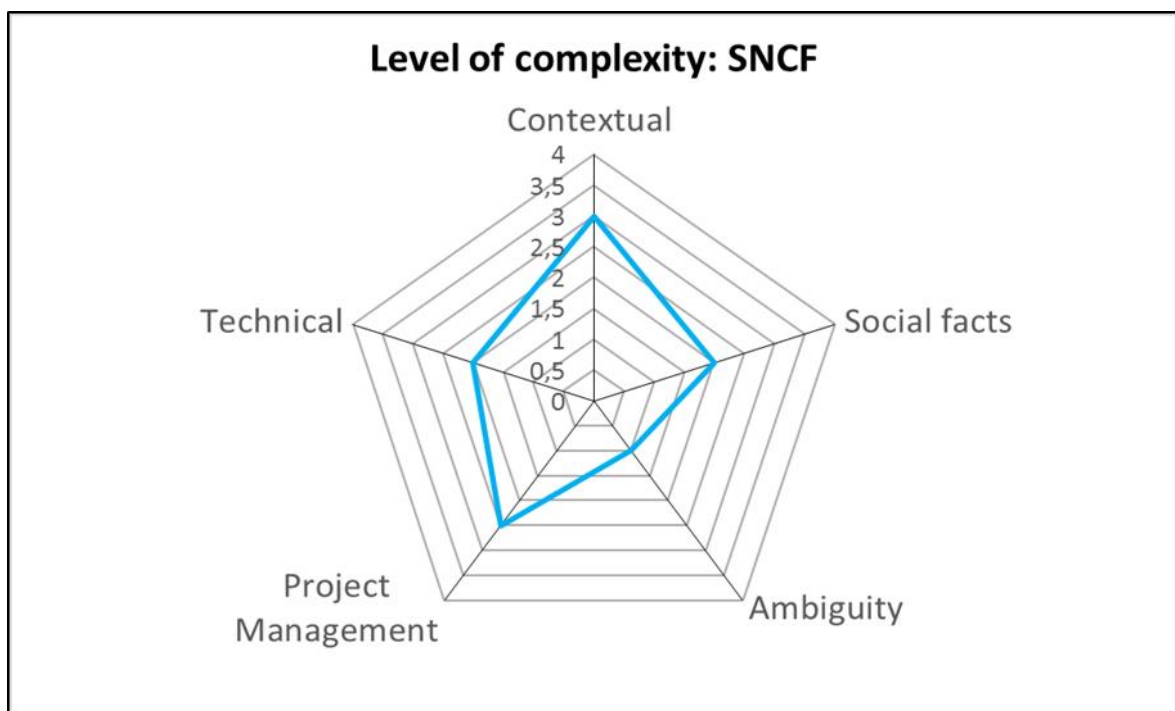 Level of complexity: SNCF
Contextual
4
3,5
3
2,5
2
1,5
1
0,5
0
Technical
Social facts
Project
Management
Ambiguity